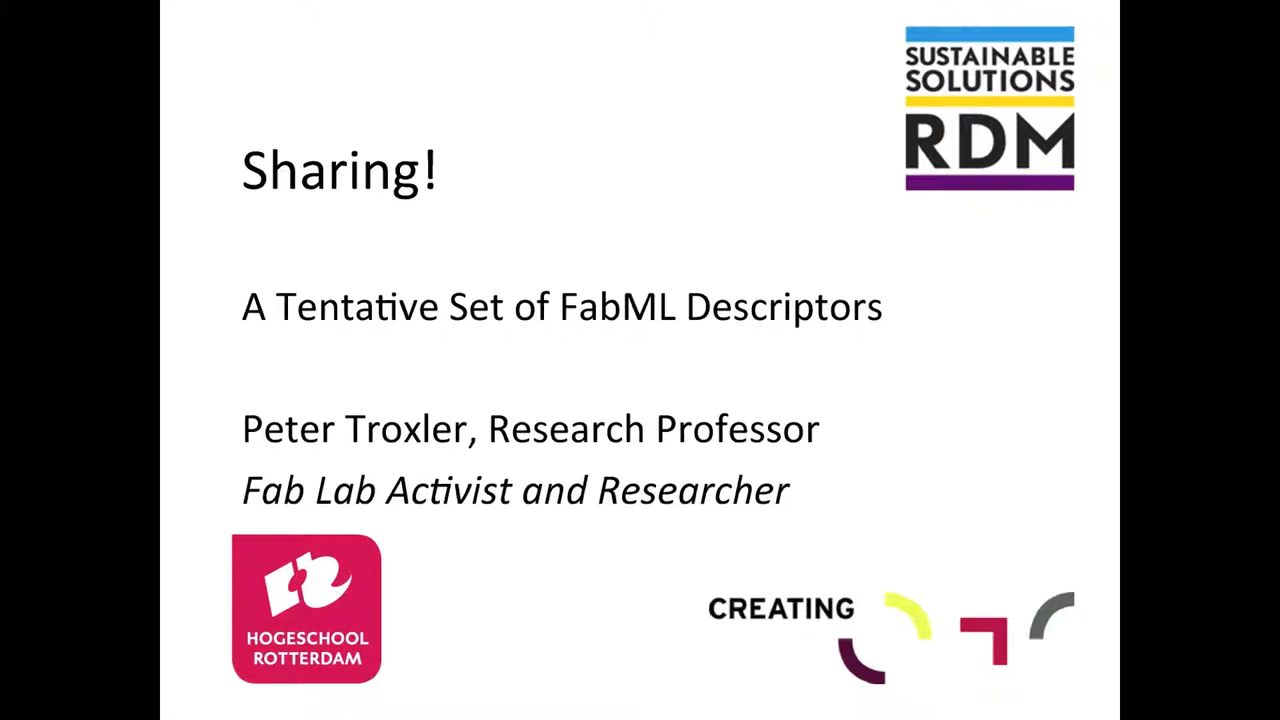 SUSTAINABLE
SOLUTIONS
RDM
Sharing!
A Tentative Set of FabML Descriptors
Peter Troxler, Research Professor
Fab Lab Activist and Researcher
HOGESCHOOL
ROTTERDAM
CREATING